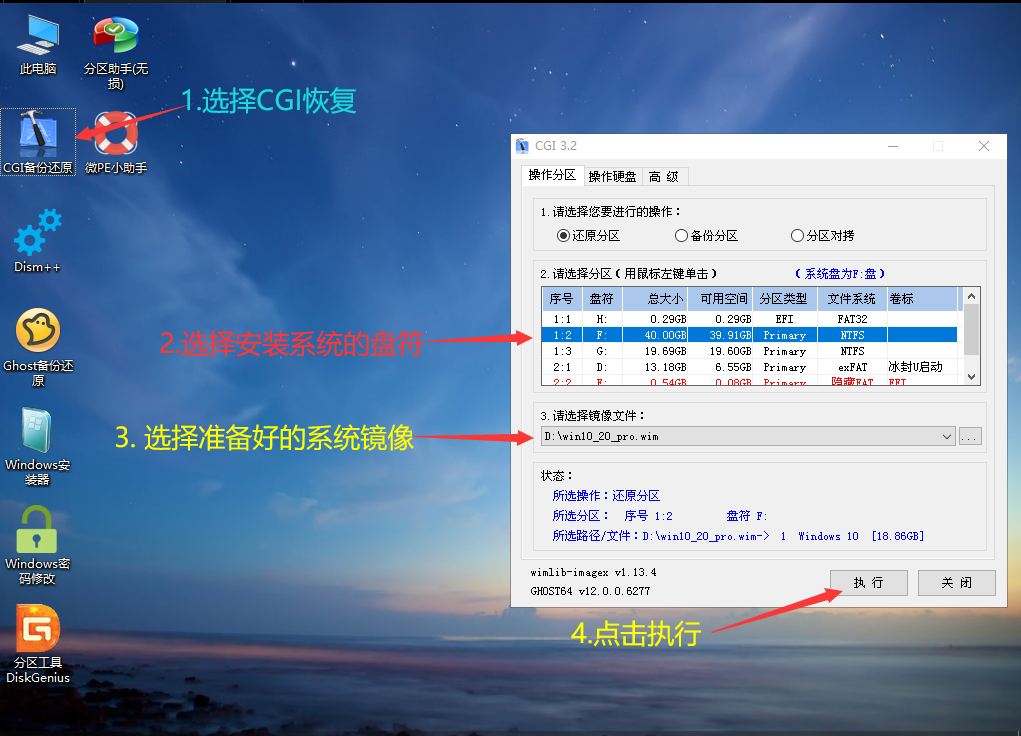 此电脑
分区助手(无
损)
1.选择CGI恢复
CGI备份还原
微PE小助手
Dism++
Ghost备份还
原
Windows安
装器
Windows密
码修改
分区工具
DiskGenius
2.选择安装系统的盘符
3. 选择准备好的系统镜像
4.点击执行
CGI 3.2
操作分区 操作硬盘 高 级
1.请选择您要进行的操作：
还原分区 备份分区 分区对拷
2.请选择分区(用鼠标左键单击) (系统盘为F:盘)
序号 盘符 总大小 可用空间 分区类型 文件系统 卷标
1:1 H: 0.29GB 0.29GB EFI FAT32
1:2 F: 40.00GB 39.91GB Primary NTFS
1:3 G: 19.69GB 19.60GB Primary NTFS
2:1 D: 13.18GB 6.55GB Primary exFAT 冰封U启动
2:2 E: 0.54GB 0.08GB Primary 隐藏FAT EFI
3.请选择镜像文件：
D:\win10_20_pro.wim ...
状态：
所选操作：还原分区
所选分区： 序号 1:2 盘符 F:
所选路径/文件：D:\win10_20_pro.wim-> 1 Windows 10 [18.86GB]
wimlib-imagex v1.13.4
GHOST64 v12.0.0.6277
执 行 关 闭